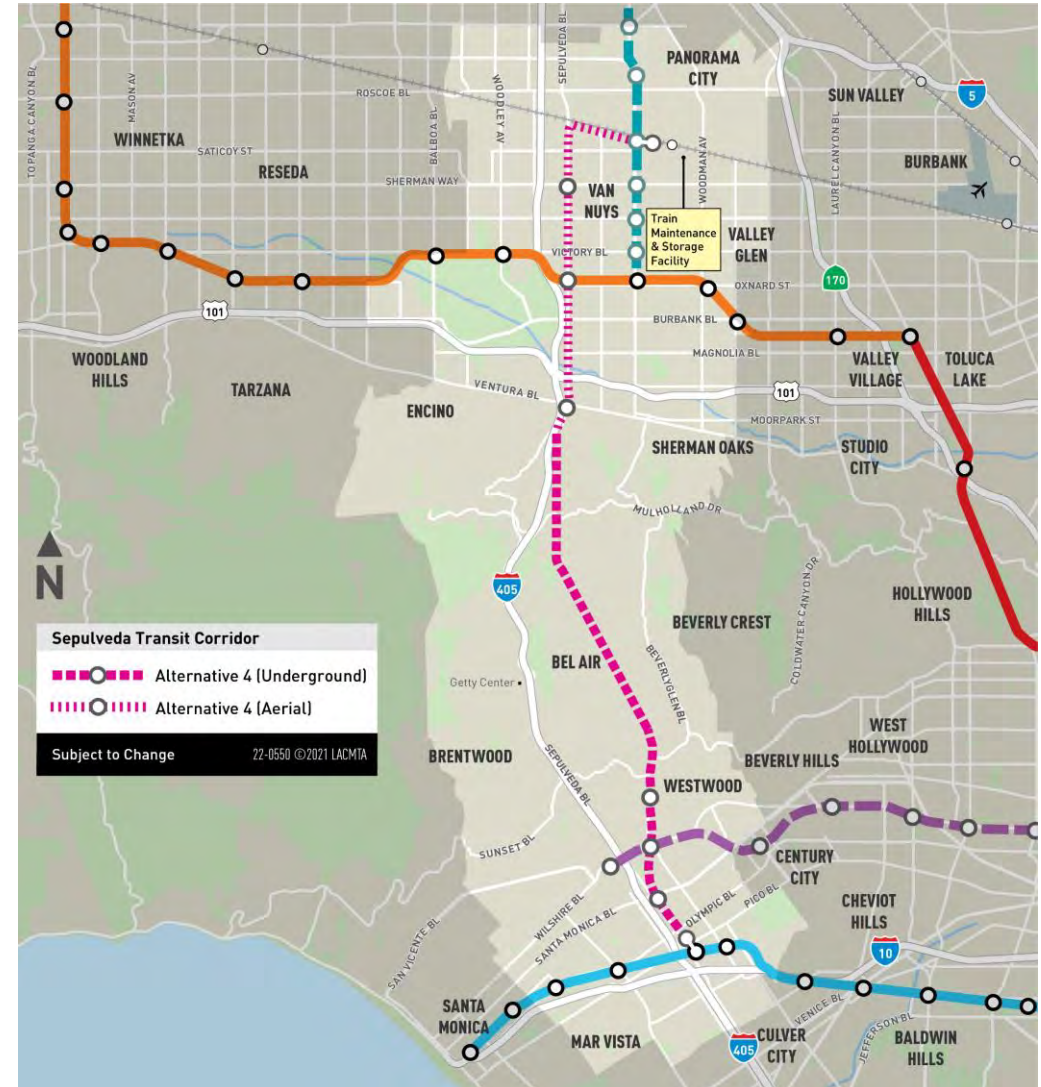 SEPULVEDA BL
PANORAMA
CITY
TOPANGA CANYON BL
MASON AV
WOODLEY AV
ROSCOE BL
BALBOA BL
SUN VALLEY
5
WINNETKA
SATICOY ST
RESEDA
SHERMAN WAY
WOODMAN AV
LAUREL CANYON BL
BURBANK
VAN
NUYS
Train
Maintenance
& Storage
Facility
VALLEY
GLEN
VICTORY BL
OXNARD ST
170
101
BURBANK BL
MAGNOLIA BL
WOODLAND
HILLS
TARZANA
VENTURA BL
ENCINO
VALLEY
VILLAGE
TOLUCA
LAKE
101
MOORPARK ST
SHERMAN OAKS
STUDIO
CITY
MULHOLLAND DR
N
405
COLDWATER CANYON DR
HOLLYWOOD
HILLS
BEVERLY CREST
Sepulveda Transit Corridor
Alternative 4 (Underground)
Alternative 4 (Aerial)
Subject to Change
22-0550 ©2021 LACMTA
BEL AIR
BEVERLYGLEN BL
Getty Center
WEST
HOLLYWOOD
BRENTWOOD
SEPULVEDA BL
BEVERLY HILLS
WESTWOOD
SUNSET BL
CENTURY
CITY
WILSHIRE BL
SANTA MONICA BL
OLYMPIC BL
PICO BL
CHEVIOT
HILLS
SAN VICENTE BL
10
SANTA
MONICA
VENICE BL
MAR VISTA
405
CULVER
CITY
JEFFERSON BL
BALDWIN
HILLS